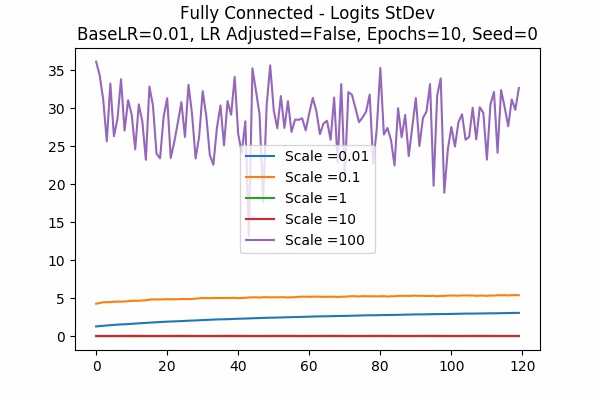 Fully Connected - Logits StDev
BaseLR=0.01, LR Adjusted=False, Epochs=10, Seed=0
35
30
25
20
15
10
5
0
Scale =0.01
Scale =0.1
Scale =1
Scale =10
Scale =100
0 20 40 60 80 100 120